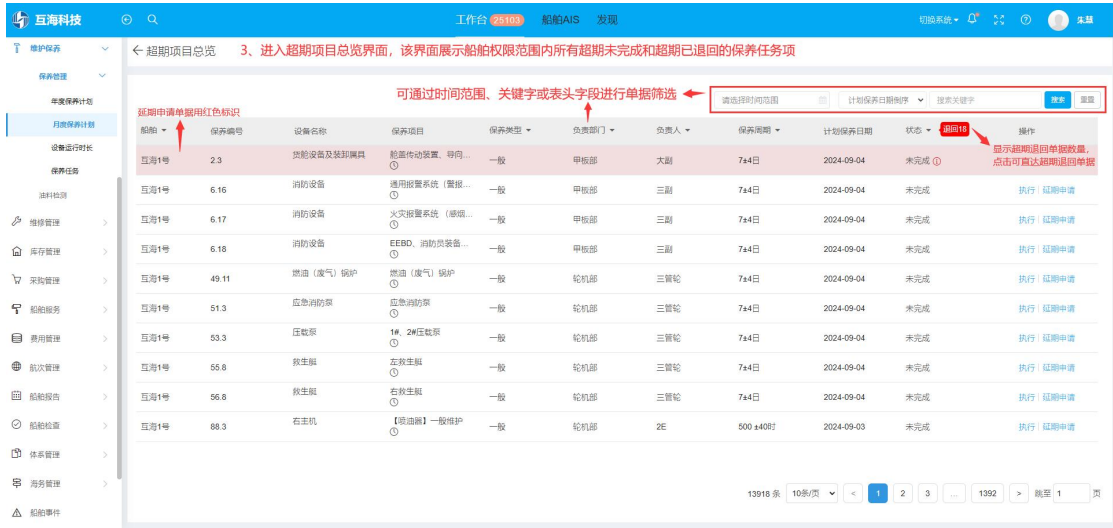 互海科技
工作台 25103 船舶AIS 发现
切换系统 朱慧
维护保养
保养管理
年度保养计划
月度保养计划
设备运行时长
保养任务
油料检测
维修管理
库存管理
采购管理
船舶服务
费用管理
航次管理
船舶报告
船舶检查
体系管理
海务管理
船舶事件
超期项目总览 3、进入超期项目总览界面，该界面展示船舶权限范围内所有超期未完成和超期已退回的保养任务项
可通过时间范围、关键字或表头字段进行单据筛选
请选择时间范围 计划保养日期倒序 搜索关键字 搜索 重置
延期申请单据用红色标识
船舶 保养编号 设备名称 保养项目 保养类型 负责部门 负责人 保养周期 计划保养日期 状态 退回18 操作
显示超期退回单据数量，
点击可直达超期退回单据
互海1号 2.3 货舱设备及装卸属具 舱盖传动装置、导向... 一般 甲板部 大副 7±4日 2024-09-04 未完成
互海1号 6.16 消防设备 通用报警系统（警报... 一般 甲板部 三副 7±4日 2024-09-04 未完成 执行 延期申请
互海1号 6.17 消防设备 火灾报警系统 （感烟... 一般 甲板部 三副 7±4日 2024-09-04 未完成 执行 延期申请
互海1号 6.18 消防设备 EEBD、消防员装备... 一般 甲板部 三副 7±4日 2024-09-04 未完成 执行 延期申请
互海1号 49.11 燃油（废气）锅炉 燃油（废气）锅炉 一般 轮机部 三管轮 7±4日 2024-09-04 未完成 执行 延期申请
互海1号 51.3 应急消防泵 应急消防泵 一般 轮机部 三管轮 7±4日 2024-09-04 未完成 执行 延期申请
互海1号 53.3 压载泵 1#、2#压载泵 一般 轮机部 三管轮 7±4日 2024-09-04 未完成 执行 延期申请
互海1号 55.8 救生艇 左救生艇 一般 轮机部 三管轮 7±4日 2024-09-04 未完成 执行 延期申请
互海1号 56.8 救生艇 右救生艇 一般 轮机部 三管轮 7±4日 2024-09-04 未完成 执行 延期申请
互海1号 88.3 右主机 【喷油器】一般维护 一般 轮机部 2E 500 ±40时 2024-09-03 未完成 执行 延期申请
13918 条 10条/页 < 1 2 3 ... 1392 > 跳至 1 页